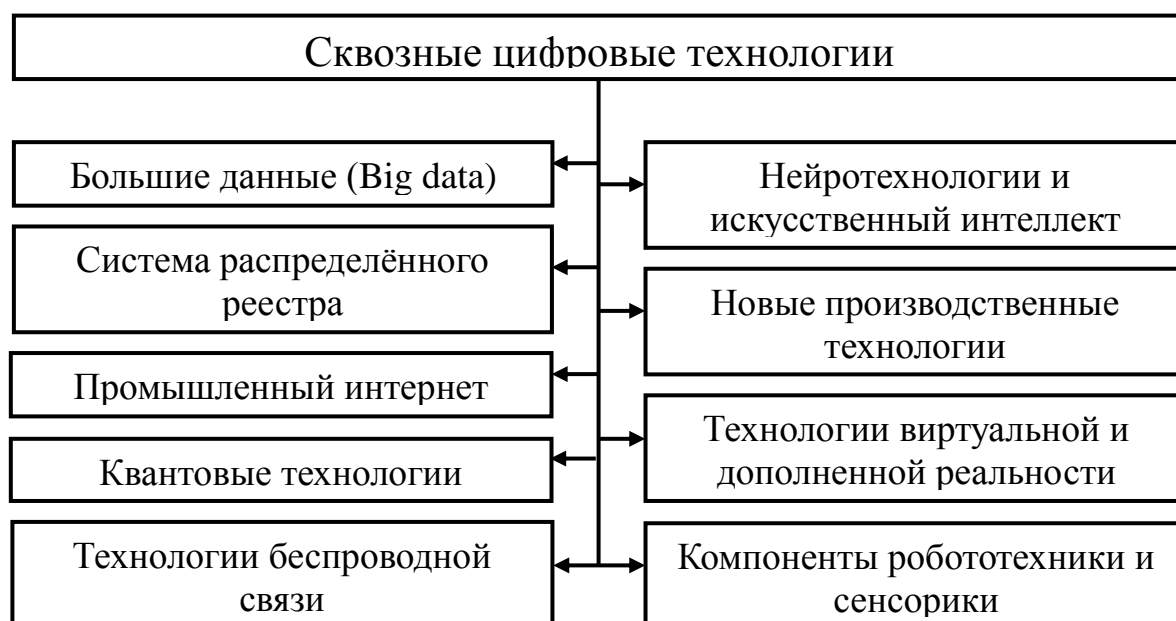 Сквозные цифровые технологии
Большие данные (Big data)
Система распределённого
реестра
Промышленный интернет
Квантовые технологии
Технологии беспроводной
связи
Нейротехнологии и
искусственный интеллект
Новые производственные
технологии
Технологии виртуальной и
дополненной реальности
Компоненты робототехники и
сенсорики